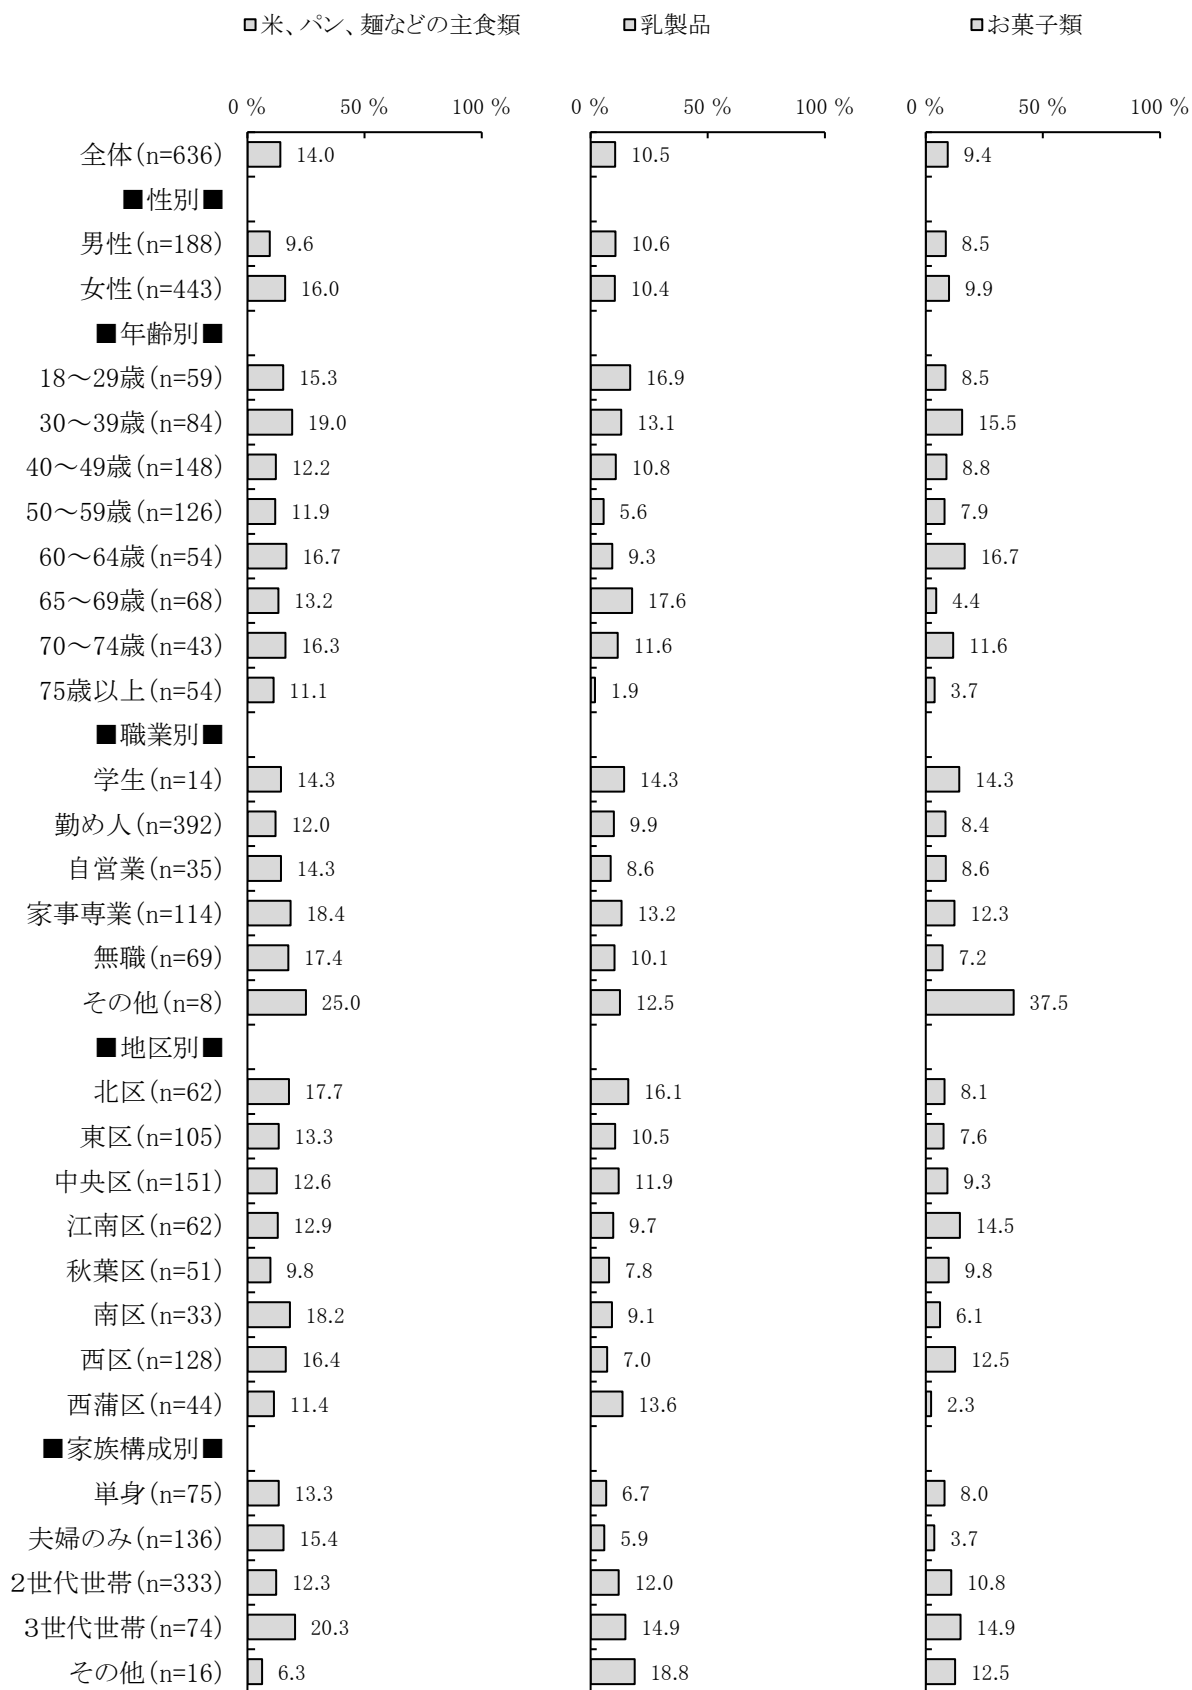 米、パン、麺などの主食類 乳製品 お菓子類
0 % 50 % 100 % 0 % 50 % 100 % 0 % 50 % 100 %
全体(n=636) 14.0 10.5 9.4
■性別■
男性(n=188) 9.6 10.6 8.5
女性(n=443) 16.0 10.4 9.9
■年齢別■
18～29歳(n=59) 15.3 16.9 8.5
30～39歳(n=84) 19.0 13.1 15.5
40～49歳(n=148) 12.2 10.8 8.8
50～59歳(n=126) 11.9 5.6 7.9
60～64歳(n=54) 16.7 9.3 16.7
65～69歳(n=68) 13.2 17.6 4.4
70～74歳(n=43) 16.3 11.6 11.6
75歳以上(n=54) 11.1 1.9 3.7
■職業別■
学生(n=14) 14.3 14.3 14.3
勤め人(n=392) 12.0 9.9 8.4
自営業(n=35) 14.3 8.6 8.6
家事専業(n=114) 18.4 13.2 12.3
無職(n=69) 17.4 10.1 7.2
その他(n=8) 25.0 12.5 37.5
■地区別■
北区(n=62) 17.7 16.1 8.1
東区(n=105) 13.3 10.5 7.6
中央区(n=151) 12.6 11.9 9.3
江南区(n=62) 12.9 9.7 14.5
秋葉区(n=51) 9.8 7.8 9.8
南区(n=33) 18.2 9.1 6.1
西区(n=128) 16.4 7.0 12.5
西蒲区(n=44) 11.4 13.6 2.3
■家族構成別■
単身(n=75) 13.3 6.7 8.0
夫婦のみ(n=136) 15.4 5.9 3.7
２世代世帯(n=333) 12.3 12.0 10.8
３世代世帯(n=74) 20.3 14.9 14.9
その他(n=16) 6.3 18.8 12.5